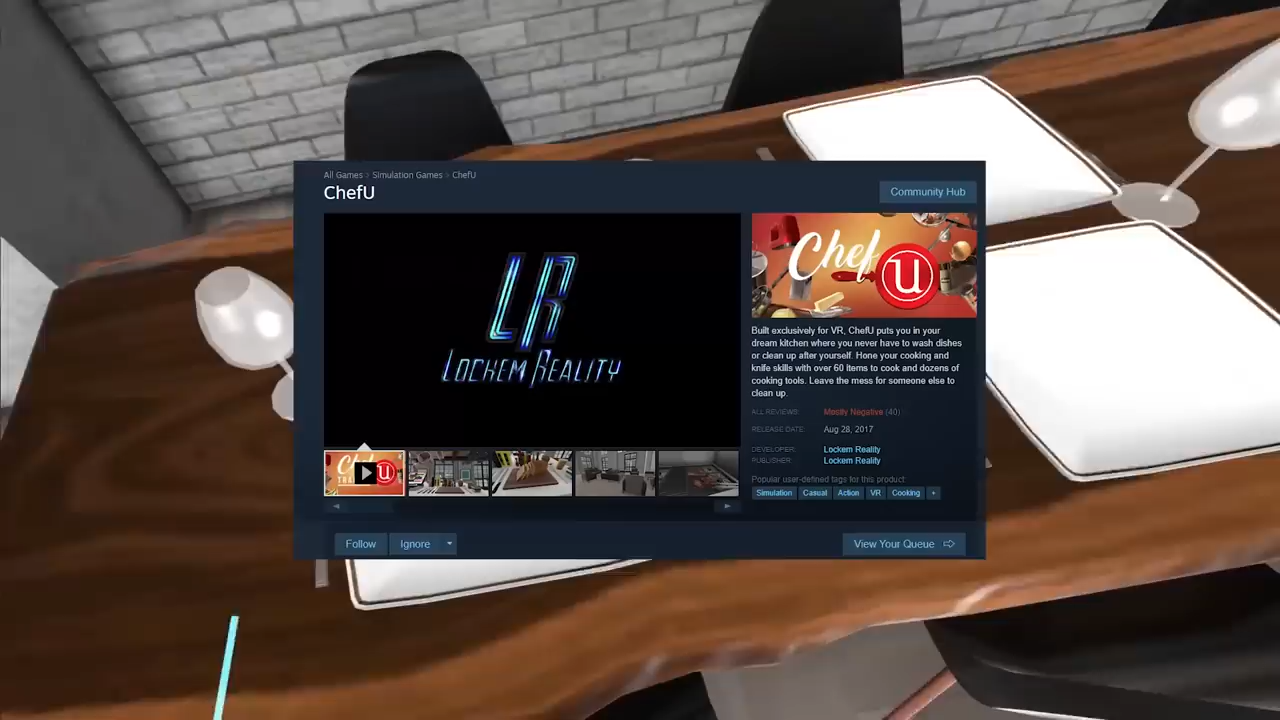 All Games > Simulation Games > ChefU
ChefU
Community Hub
LR
LOCKEM REALITY
Chef U
Built exclusively for VR, ChefU puts you in your
dream kitchen where you never have to wash dishes
or clean up after yourself. Hone your cooking and
knife skills with over 60 items to cook and dozens of
cooking tools. Leave the mess for someone else to
clean up.
ALL REVIEWS: Mostly Negative (40)
RELEASE DATE: Aug 28, 2017
DEVELOPER: Lockem Reality
PUBLISHER: Lockem Reality
Popular user-defined tags for this product:
Simulation Casual Action VR Cooking +
Follow Ignore
View Your Queue